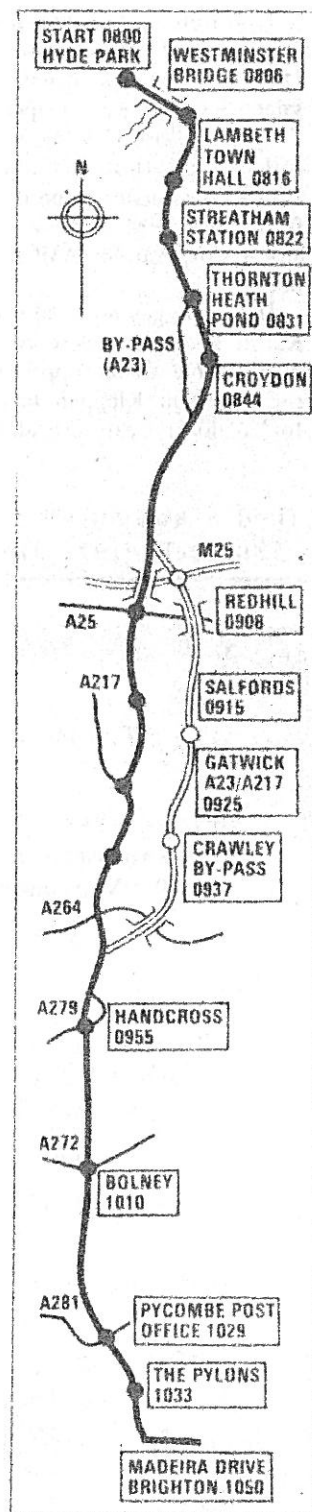 START 0800
HYDE PARK
WESTMINSTER
BRIDGE 0806
LAMBETH
TOWN
HALL 0816
N
STREATHAM
STATION 0822
THORNTON
HEATH
POND 0831
BY-PASS
(A23)
CROYDON
0844
M25
A25
REDHILL
0908
A217
SALFORDS
0915
GATWICK
A23/A217
0925
CRAWLEY
BY-PASS
0937
A264
A279
HANDCROSS
0955
A272
BOLNEY
1010
A281
PYCOMBE POST
OFFICE 1029
THE PYLONS
1033
MADEIRA DRIVE
BRIGHTON 1050